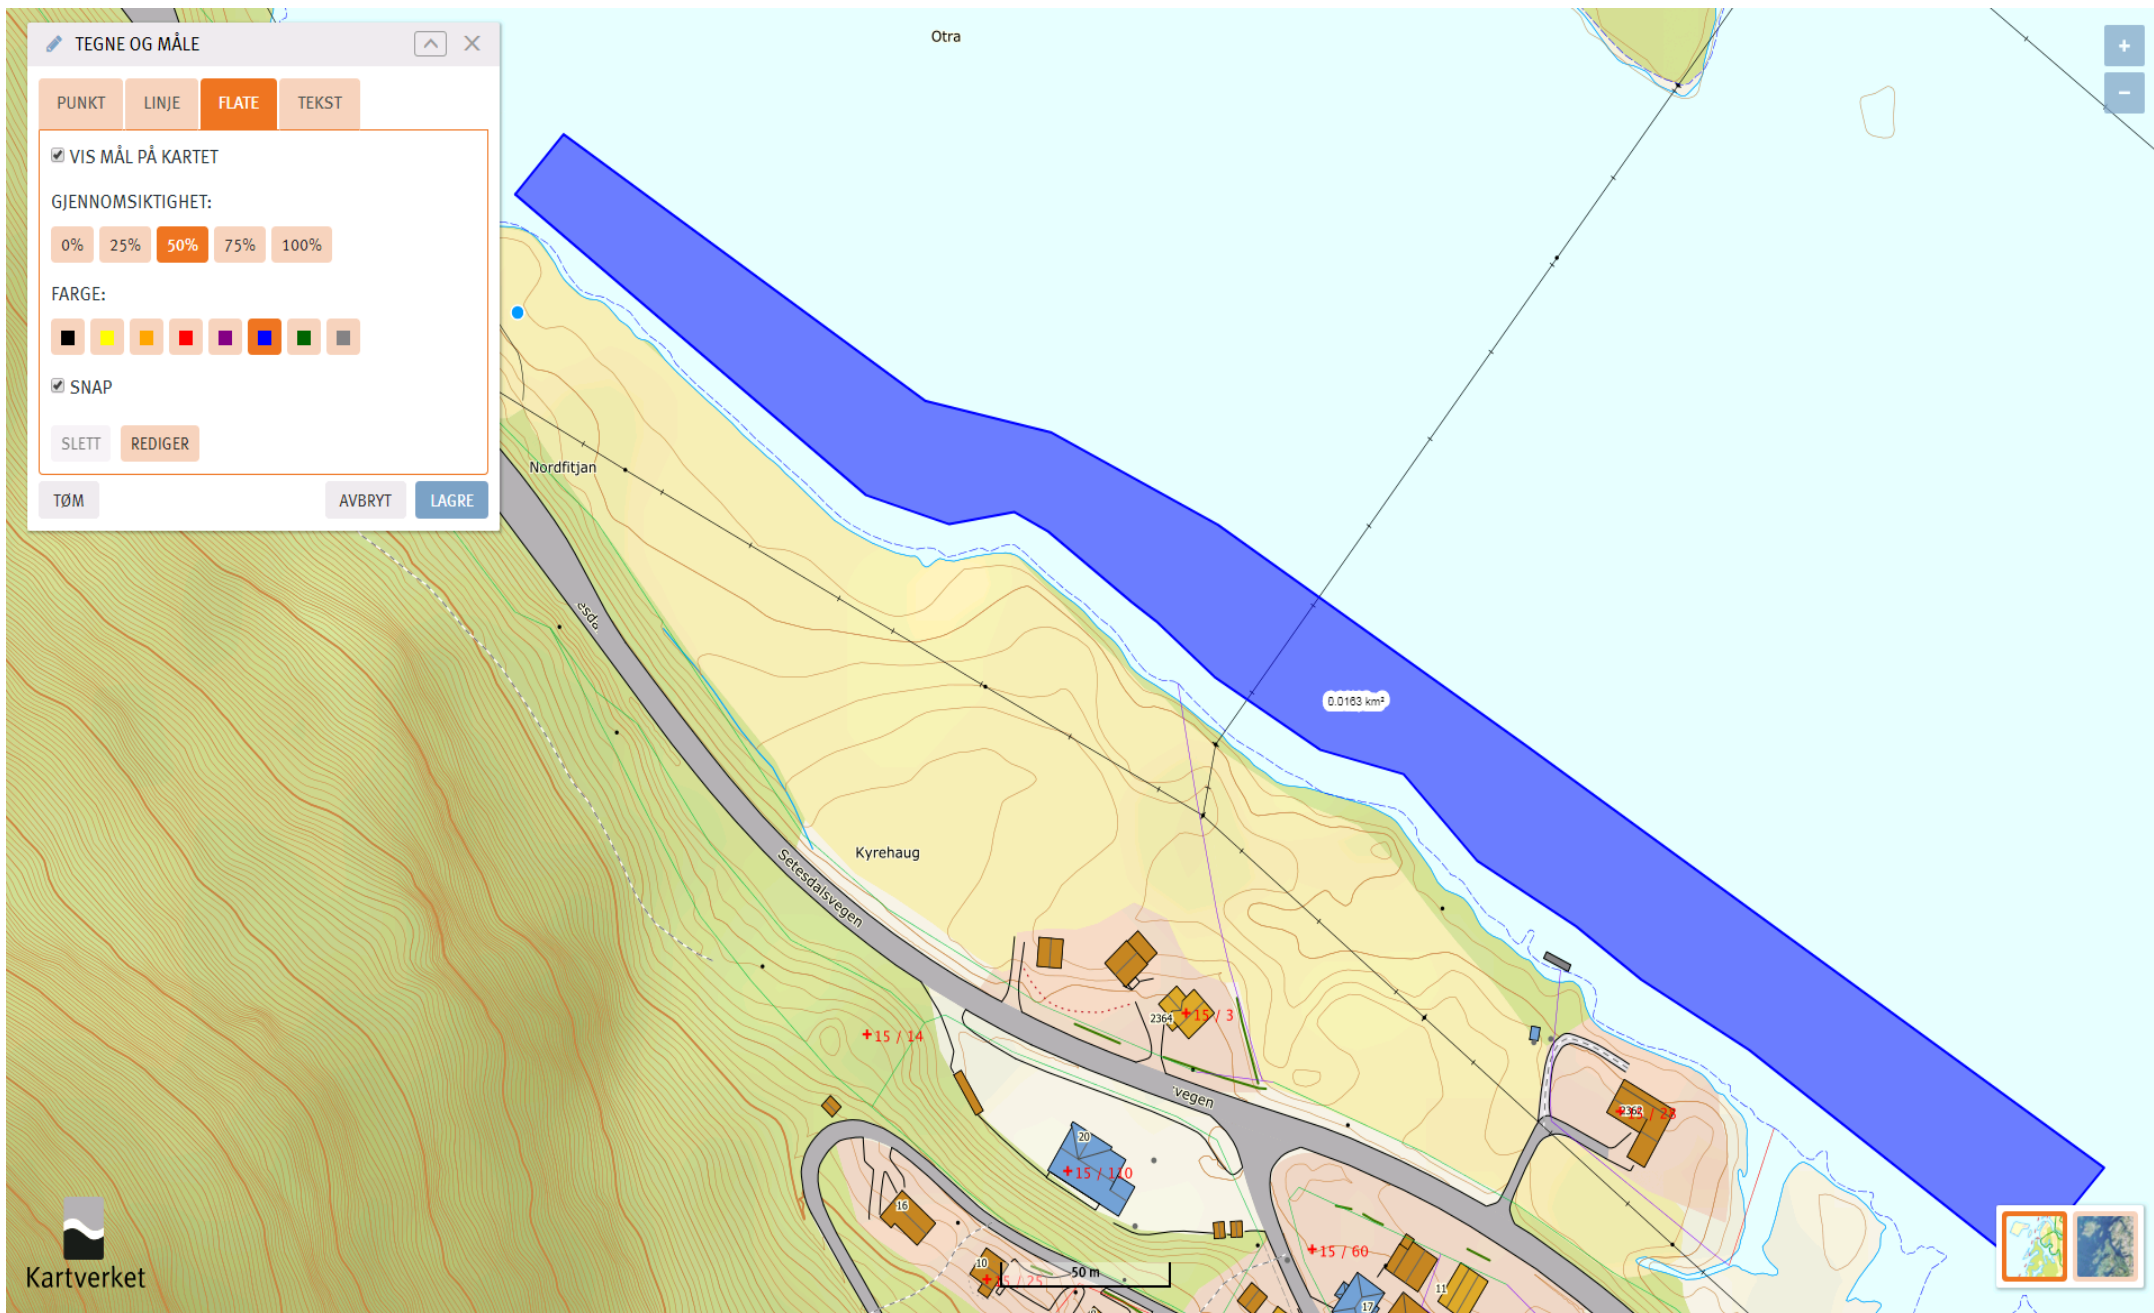 TEGNE OG MÅLE
PUNKT LINJE FLATE TEKST
VIS MÅL PÅ KARTET
GJENNOMSIKTIGHET:
0% 25% 50% 75% 100%
FARGE:
SNAP
SLETT REDIGER
TØM AVBRYT LAGRE
Otra
+
−
Nordfitjan
esda
0.0163 km²
Kyrehaug
Setesdalsvegen
2364
15 / 3
15 / 14
vegen
20
15 / 110
16
15 / 60
10
50 m
11
17
Kartverket